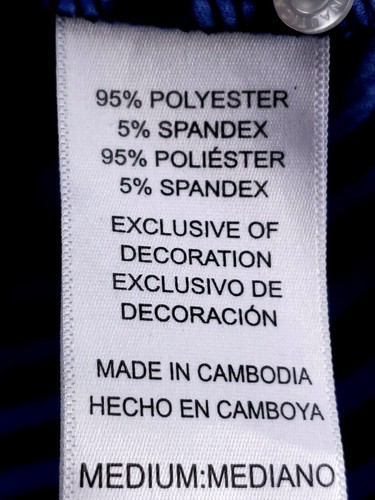 95% POLYESTER
5% SPANDEX
95% POLIÉSTER
5% SPANDEX
EXCLUSIVE OF
DECORATION
EXCLUSIVO DE
DECORACIÓN
MADE IN CAMBODIA
HECHO EN CAMBOYA
MEDIUM:MEDIANO